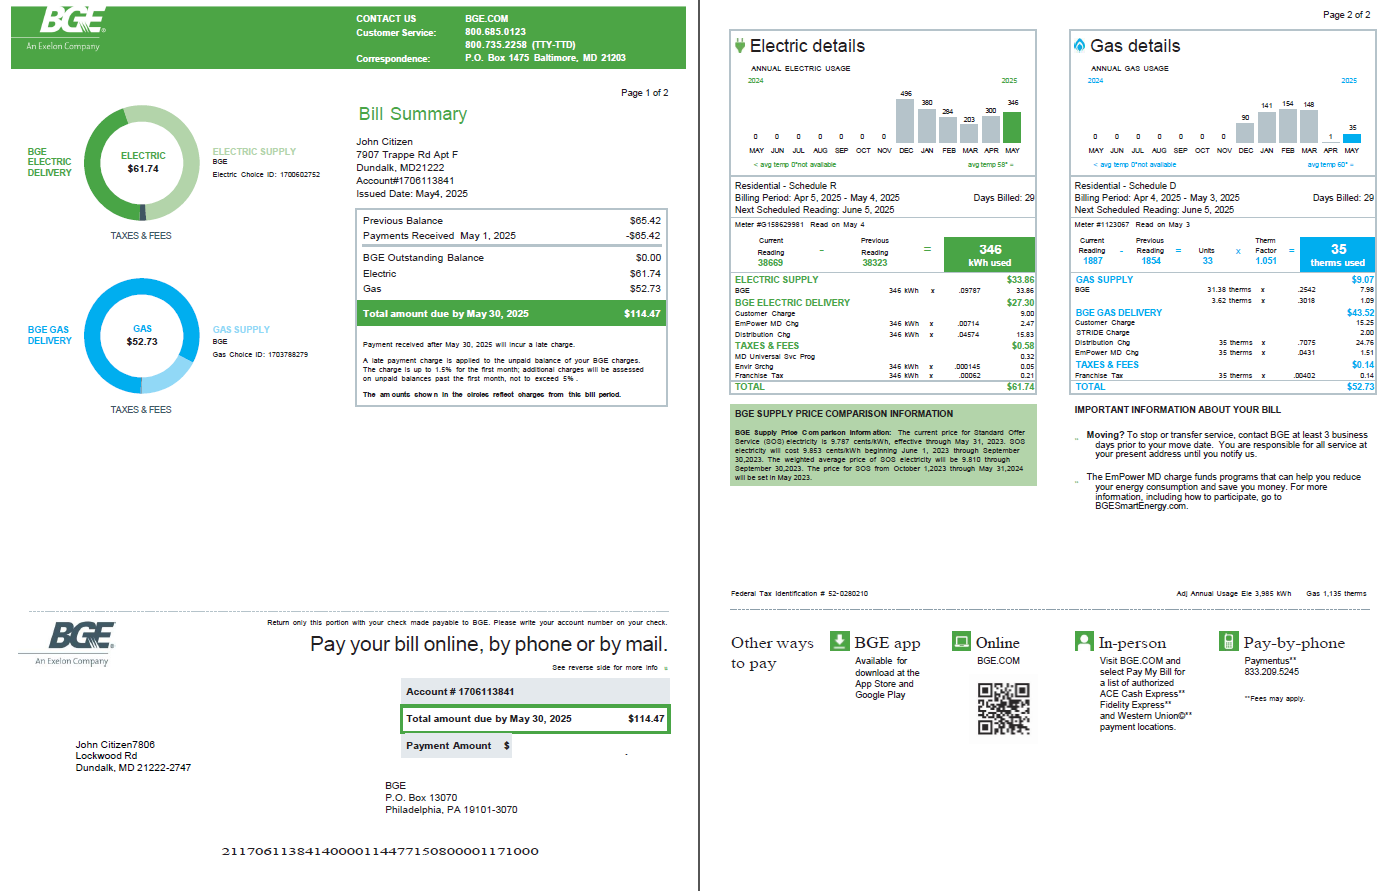 BGE
An Exelon Company
CONTACT US BGE.COM
Customer Service: 800.685.0123
800.735.2258 (TTY-TTD)
Correspondence: P.O. Box 1475 Baltimore, MD 21203
Page 1 of 2
BGE ELECTRIC DELIVERY
ELECTRIC
$61.74
ELECTRIC SUPPLY
BGE
Electric Choice ID: 1700602752
TAXES & FEES
BGE GAS DELIVERY
GAS
$52.73
GAS SUPPLY
BGE
Gas Choice ID: 1703788279
TAXES & FEES
Bill Summary
John Citizen
7907 Trappe Rd Apt F
Dundalk, MD21222
Account#1706113841
Issued Date: May4, 2025
Previous Balance $65.42
Payments Received May 1, 2025 -$65.42
BGE Outstanding Balance $0.00
Electric $61.74
Gas $52.73
Total amount due by May 30, 2025 $114.47
Payment received after May 30, 2025 will incur a late charge.
A late payment charge is applied to the unpaid balance of your BGE charges.
The charge is up to 1.5% for the first month; additional charges will be assessed
on unpaid balances past the first month, not to exceed 5% .
The amounts shown in the circles reflect charges from this bill period.
Return only this portion with your check made payable to BGE. Please write your account number on your check.
BGE
An Exelon Company
Pay your bill online, by phone or by mail.
See reverse side for more info »
Account # 1706113841
Total amount due by May 30, 2025 $114.47
Payment Amount $ .
John Citizen7806
Lockwood Rd
Dundalk, MD 21222-2747
BGE
P.O. Box 13070
Philadelphia, PA 19101-3070
21170611384140000114477150800001171000
Page 2 of 2
Electric details
ANNUAL ELECTRIC USAGE
2024 2025
0 0 0 0 0 0 0 496 380 284 203 300 346
MAY JUN JUL AUG SEP OCT NOV DEC JAN FEB MAR APR MAY
< avg temp 0°not available avg temp 58° =
Residential - Schedule R
Billing Period: Apr 5, 2025 - May 4, 2025 Days Billed: 29
Next Scheduled Reading: June 5, 2025
Meter #G158629981 Read on May 4
Current Reading 38669 - Previous Reading 38323 = 346 kWh used
ELECTRIC SUPPLY $33.86
BGE 346 kWh x .09787 33.86
BGE ELECTRIC DELIVERY $27.30
Customer Charge 9.00
EmPower MD Chg 346 kWh x .00714 2.47
Distribution Chg 346 kWh x .04574 15.83
TAXES & FEES $0.58
MD Universal Svc Prog 0.32
Envir Srchg 346 kWh x .000145 0.05
Franchise Tax 346 kWh x .00062 0.21
TOTAL $61.74
BGE SUPPLY PRICE COMPARISON INFORMATION
BGE Supply Price Comparison Information: The current price for Standard Offer
Service (SOS) electricity is 9.787 cents/kWh, effective through May 31, 2023. SOS
electricity will cost 9.853 cents/kWh beginning June 1, 2023 through September
30,2023. The weighted average price of SOS electricity will be 9.810 through
September 30,2023. The price for SOS from October 1,2023 through May 31,2024
will be set in May 2023.
Gas details
ANNUAL GAS USAGE
2024 2025
0 0 0 0 0 0 0 90 141 154 148 1 35
MAY JUN JUL AUG SEP OCT NOV DEC JAN FEB MAR APR MAY
< avg temp 0°not available avg temp 60° =
Residential - Schedule D
Billing Period: Apr 4, 2025 - May 3, 2025 Days Billed: 29
Next Scheduled Reading: June 5, 2025
Meter #1123067 Read on May 3
Current Reading 1887 - Previous Reading 1854 = Units 33 x Therm Factor 1.051 = 35 therms used
GAS SUPPLY $9.07
BGE 31.38 therms x .2542 7.98
3.62 therms x .3018 1.09
BGE GAS DELIVERY $43.52
Customer Charge 15.25
STRIDE Charge 2.00
Distribution Chg 35 therms x .7075 24.76
EmPower MD Chg 35 therms x .0431 1.51
TAXES & FEES $0.14
Franchise Tax 35 therms x .00402 0.14
TOTAL $52.73
IMPORTANT INFORMATION ABOUT YOUR BILL
Moving? To stop or transfer service, contact BGE at least 3 business
days prior to your move date. You are responsible for all service at
your present address until you notify us.
The EmPower MD charge funds programs that can help you reduce
your energy consumption and save you money. For more
information, including how to participate, go to
BGESmartEnergy.com.
Federal Tax Identification # 52-0280210
Adj Annual Usage Ele 3,985 kWh Gas 1,135 therms
Other ways
to pay
BGE app
Available for
download at the
App Store and
Google Play
Online
BGE.COM
In-person
Visit BGE.COM and
select Pay My Bill for
a list of authorized
ACE Cash Express**
Fidelity Express**
and Western Union©**
payment locations.
Pay-by-phone
Paymentus**
833.209.5245
**Fees may apply.